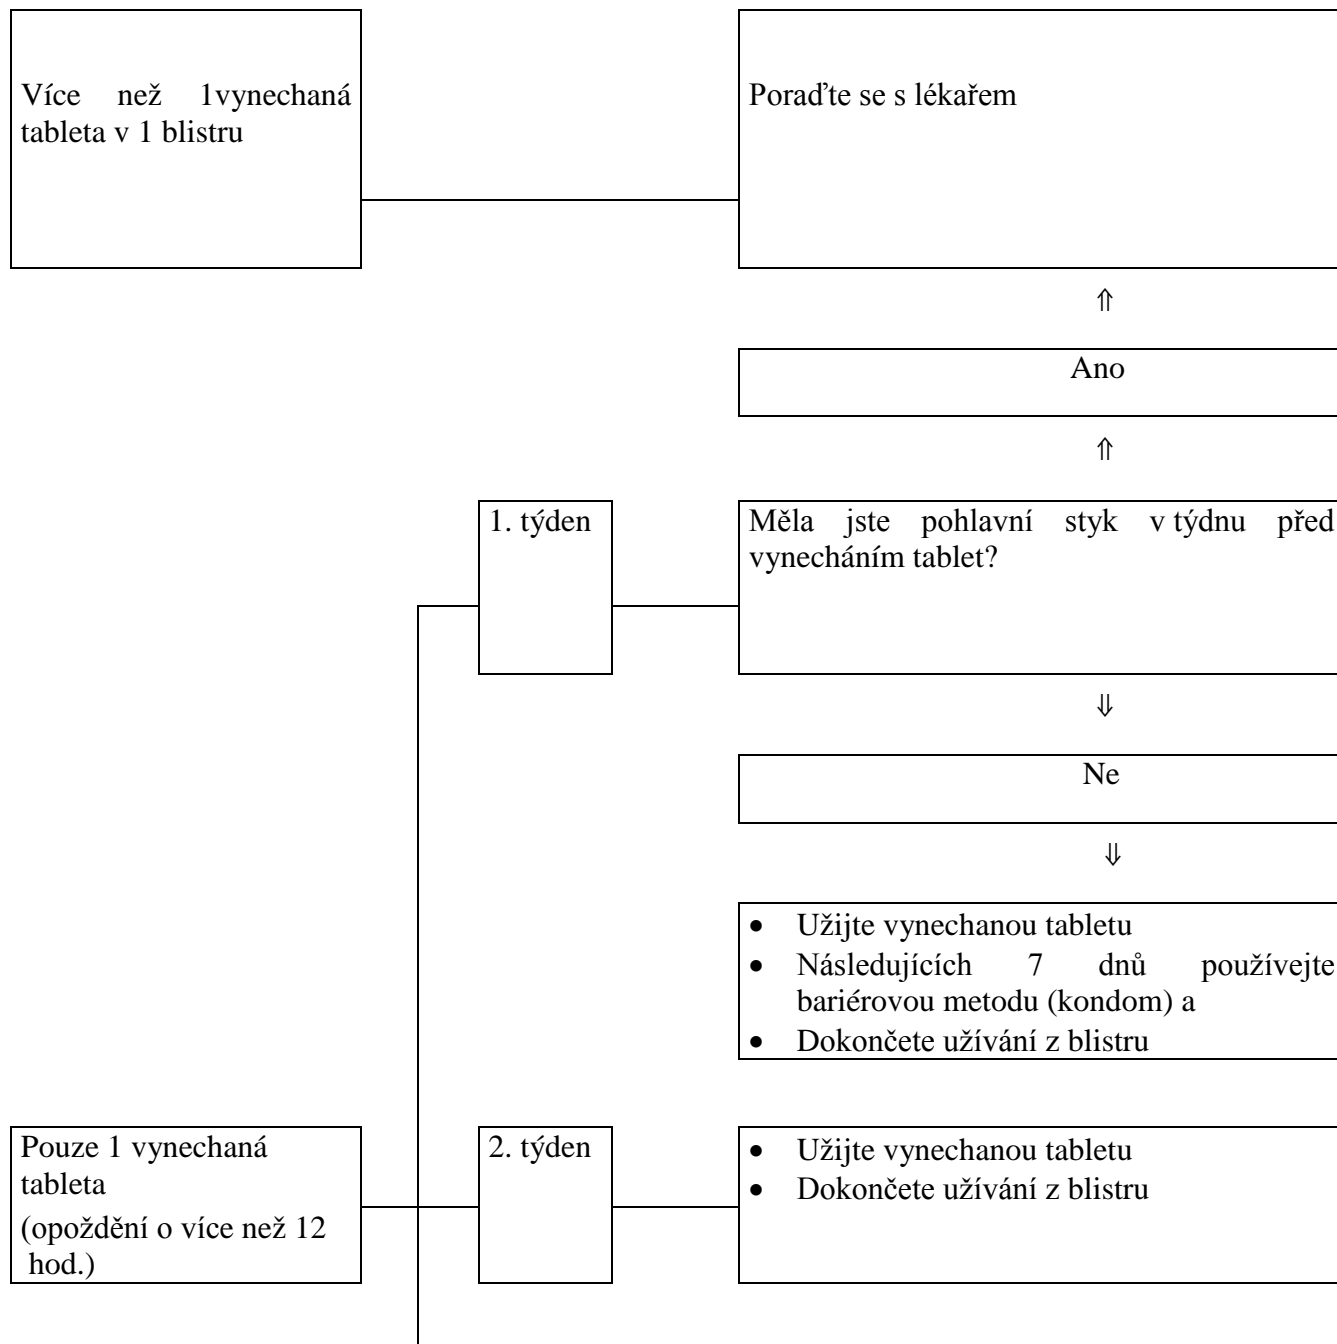 Více než 1vynechaná
tableta v 1 blistru
Poraďte se s lékařem
⇑
Ano
⇑
1. týden
Měla jste pohlavní styk v týdnu před
vynecháním tablet?
⇓
Ne
⇓
• Užijte vynechanou tabletu
• Následujících 7 dnů používejte
bariérovou metodu (kondom) a
• Dokončete užívání z blistru
Pouze 1 vynechaná
tableta
(opoždění o více než 12
hod.)
2. týden
• Užijte vynechanou tabletu
• Dokončete užívání z blistru